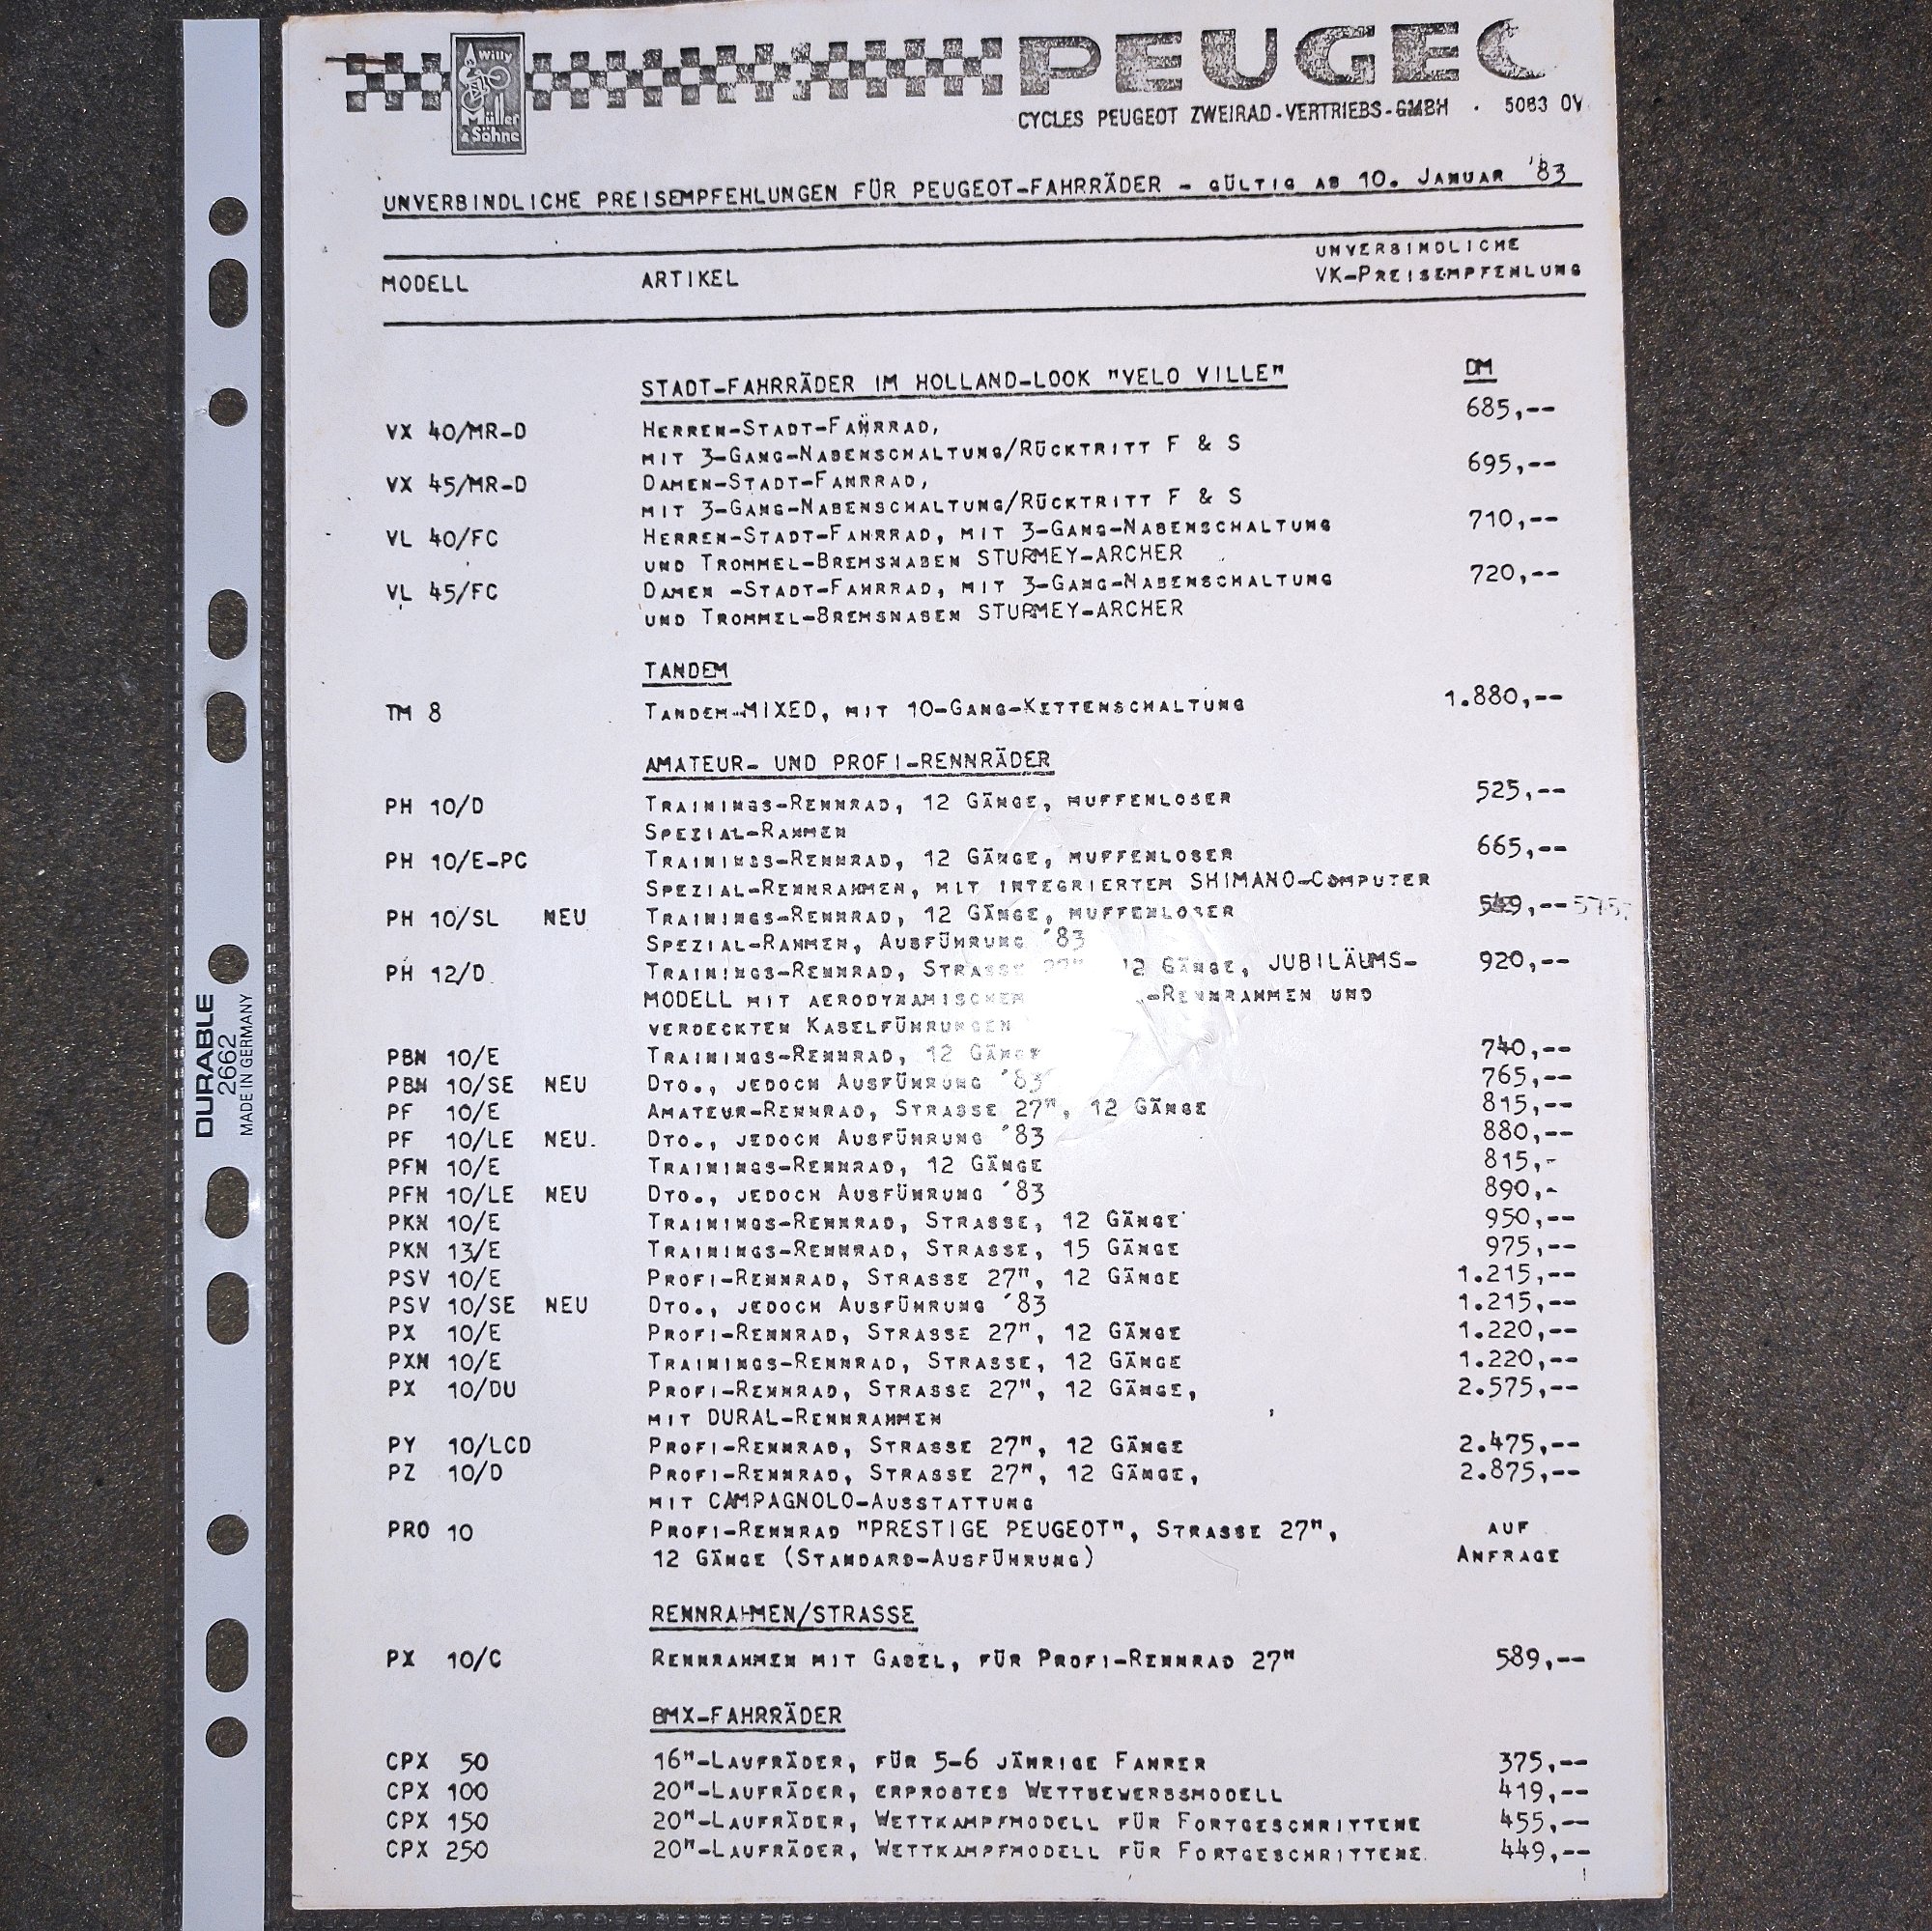 Willy Müller & Söhne
PEUGEO
CYCLES PEUGEOT ZWEIRAD-VERTRIEBS-GMBH · 5063 OV
UNVERBINDLICHE PREISEMPFEHLUNGEN FÜR PEUGEOT-FAHRRÄDER – GÜLTIG AB 10. JANUAR '83
UNVERBINDLICHE
MODELL ARTIKEL VK-PREISEMPFEHLUNG
STADT-FAHRRÄDER IM HOLLAND-LOOK "VELO VILLE" DM
VX 40/MR-D HERREN-STADT-FAHRRAD, 685,--
MIT 3-GANG-NABENSCHALTUNG/RÜCKTRITT F & S
VX 45/MR-D DAMEN-STADT-FAHRRAD, 695,--
MIT 3-GANG-NABENSCHALTUNG/RÜCKTRITT F & S
VL 40/FC HERREN-STADT-FAHRRAD, MIT 3-GANG-NABENSCHALTUNG 710,--
UND TROMMEL-BREMSNABEN STURMEY-ARCHER
VL 45/FC DAMEN -STADT-FAHRRAD, MIT 3-GANG-NABENSCHALTUNG 720,--
UND TROMMEL-BREMSNABEN STURMEY-ARCHER
TANDEM
TM 8 TANDEM-MIXED, MIT 10-GANG-KETTENSCHALTUNG 1.880,--
AMATEUR- UND PROFI-RENNRÄDER
PH 10/D TRAININGS-RENNRAD, 12 GÄNGE, MUFFENLOSER 525,--
SPEZIAL-RAHMEN
PH 10/E-PC TRAININGS-RENNRAD, 12 GÄNGE, MUFFENLOSER 665,--
SPEZIAL-RENNRAHMEN, MIT INTEGRIERTEM SHIMANO-COMPUTER
PH 10/SL NEU TRAININGS-RENNRAD, 12 GÄNGE, MUFFENLOSER 549,--
SPEZIAL-RAHMEN, AUSFÜHRUNG '83
PH 12/D TRAININGS-RENNRAD, STRASSE 27" 12 GÄNGE, JUBILÄUMS- 920,--
MODELL MIT AERODYNAMISCHEM -RENNRAHMEN UND
VERDECKTEN KABELFÜHRUNGEN
PBN 10/E TRAININGS-RENNRAD, 12 GÄNGE 740,--
PBN 10/SE NEU DTO., JEDOCH AUSFÜHRUNG '83 765,--
PF 10/E AMATEUR-RENNRAD, STRASSE 27", 12 GÄNGE 815,--
PF 10/LE NEU. DTO., JEDOCH AUSFÜHRUNG '83 880,--
PFN 10/E TRAININGS-RENNRAD, 12 GÄNGE 815,-
PFN 10/LE NEU DTO., JEDOCH AUSFÜHRUNG '83 890,-
PKN 10/E TRAININGS-RENNRAD, STRASSE, 12 GÄNGE 950,--
PKN 13/E TRAININGS-RENNRAD, STRASSE, 15 GÄNGE 975,--
PSV 10/E PROFI-RENNRAD, STRASSE 27", 12 GÄNGE 1.215,--
PSV 10/SE NEU DTO., JEDOCH AUSFÜHRUNG '83 1.215,--
PX 10/E PROFI-RENNRAD, STRASSE 27", 12 GÄNGE 1.220,--
PXN 10/E TRAININGS-RENNRAD, STRASSE, 12 GÄNGE 1.220,--
PX 10/DU PROFI-RENNRAD, STRASSE 27", 12 GÄNGE, 2.575,--
MIT DURAL-RENNRAHMEN
PY 10/LCD PROFI-RENNRAD, STRASSE 27", 12 GÄNGE 2.475,--
PZ 10/D PROFI-RENNRAD, STRASSE 27", 12 GÄNGE, 2.875,--
MIT CAMPAGNOLO-AUSSTATTUNG
PRO 10 PROFI-RENNRAD "PRESTIGE PEUGEOT", STRASSE 27", AUF
12 GÄNGE (STANDARD-AUSFÜHRUNG) ANFRAGE
RENNRAHMEN/STRASSE
PX 10/C RENNRAHMEN MIT GABEL, FÜR PROFI-RENNRAD 27" 589,--
BMX-FAHRRÄDER
CPX 50 16"-LAUFRÄDER, FÜR 5-6 JÄHRIGE FAHRER 375,--
CPX 100 20"-LAUFRÄDER, ERPROBTES WETTBEWERBSMODELL 419,--
CPX 150 20"-LAUFRÄDER, WETTKAMPFMODELL FÜR FORTGESCHRITTENE 455,--
CPX 250 20"-LAUFRÄDER, WETTKAMPFMODELL FÜR FORTGESCHRITTENE 449,--
DURABLE
2662
MADE IN GERMANY